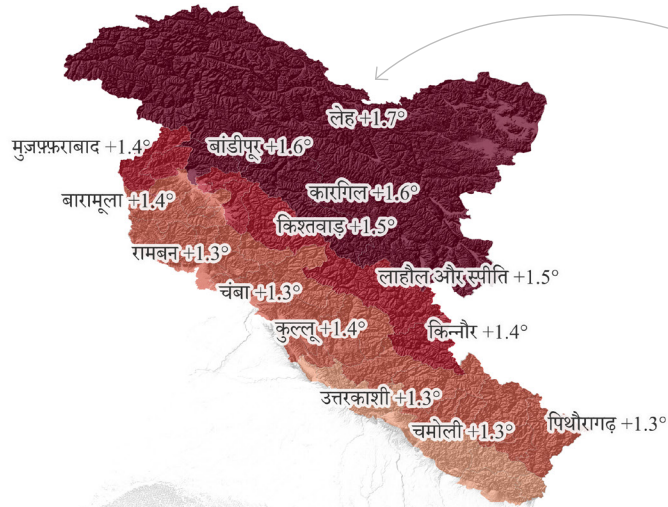 लेह +1.7°
मुज़फ़्फ़राबाद +1.4°
बांडीपूर +1.6°
कारगिल +1.6°
बारामूला +1.4°
किश्तवाड़ +1.5°
रामबन +1.3°
लाहौल और स्पीति +1.5°
चंबा +1.3°
कुल्लू +1.4°
किन्नौर +1.4°
उत्तरकाशी +1.3°
चमोली +1.3°
पिथौरागढ़ +1.3°